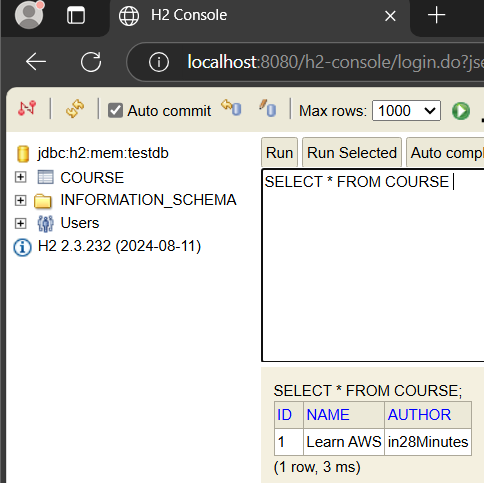 H2 Console
localhost:8080/h2-console/login.do?jse
Auto commit
Max rows: 1000
jdbc:h2:mem:testdb
COURSE
INFORMATION_SCHEMA
Users
H2 2.3.232 (2024-08-11)
Run Run Selected Auto compl
SELECT * FROM COURSE
SELECT * FROM COURSE;
ID NAME AUTHOR
1 Learn AWS in28Minutes
(1 row, 3 ms)